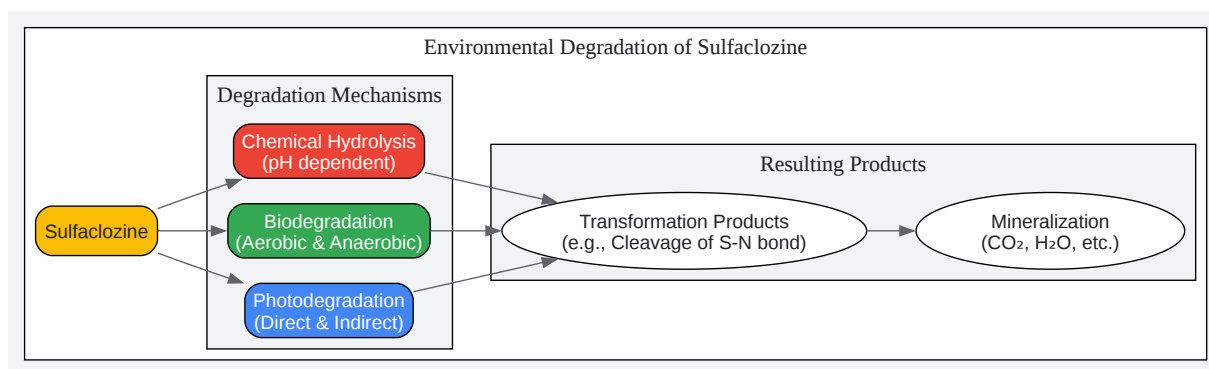 Environmental Degradation of Sulfaclozine
Degradation Mechanisms
Chemical Hydrolysis
(pH dependent)
Resulting Products
Sulfaclozine
Biodegradation
(Aerobic & Anaerobic)
Transformation Products
(e.g., Cleavage of S-N bond)
Mineralization
(CO₂, H₂O, etc.)
Photodegradation
(Direct & Indirect)